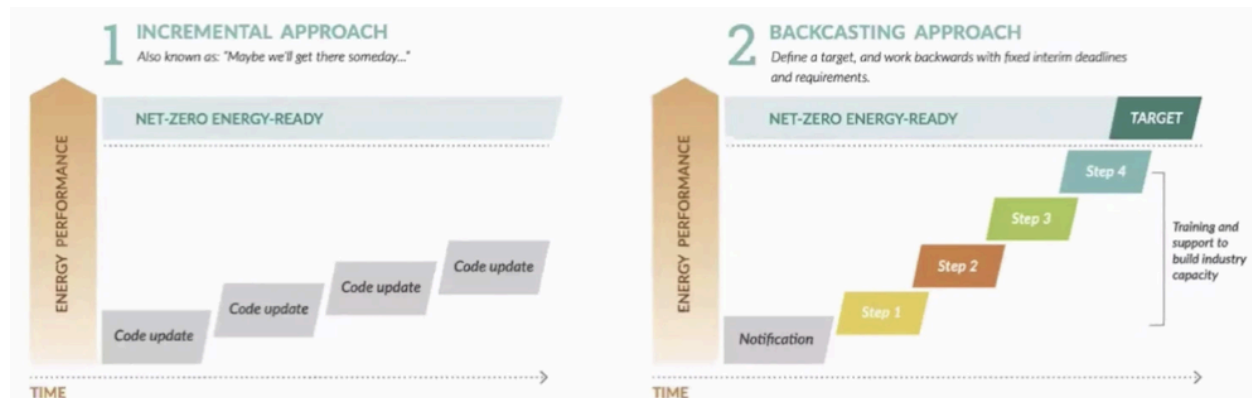 1 INCREMENTAL APPROACH
Also known as: "Maybe we'll get there someday..."
ENERGY PERFORMANCE
NET-ZERO ENERGY-READY
Code update
Code update
Code update
Code update
TIME
2 BACKCASTING APPROACH
Define a target, and work backwards with fixed interim deadlines
and requirements.
ENERGY PERFORMANCE
NET-ZERO ENERGY-READY
TARGET
Step 4
Step 3
Step 2
Step 1
Notification
Training and
support to
build industry
capacity
TIME